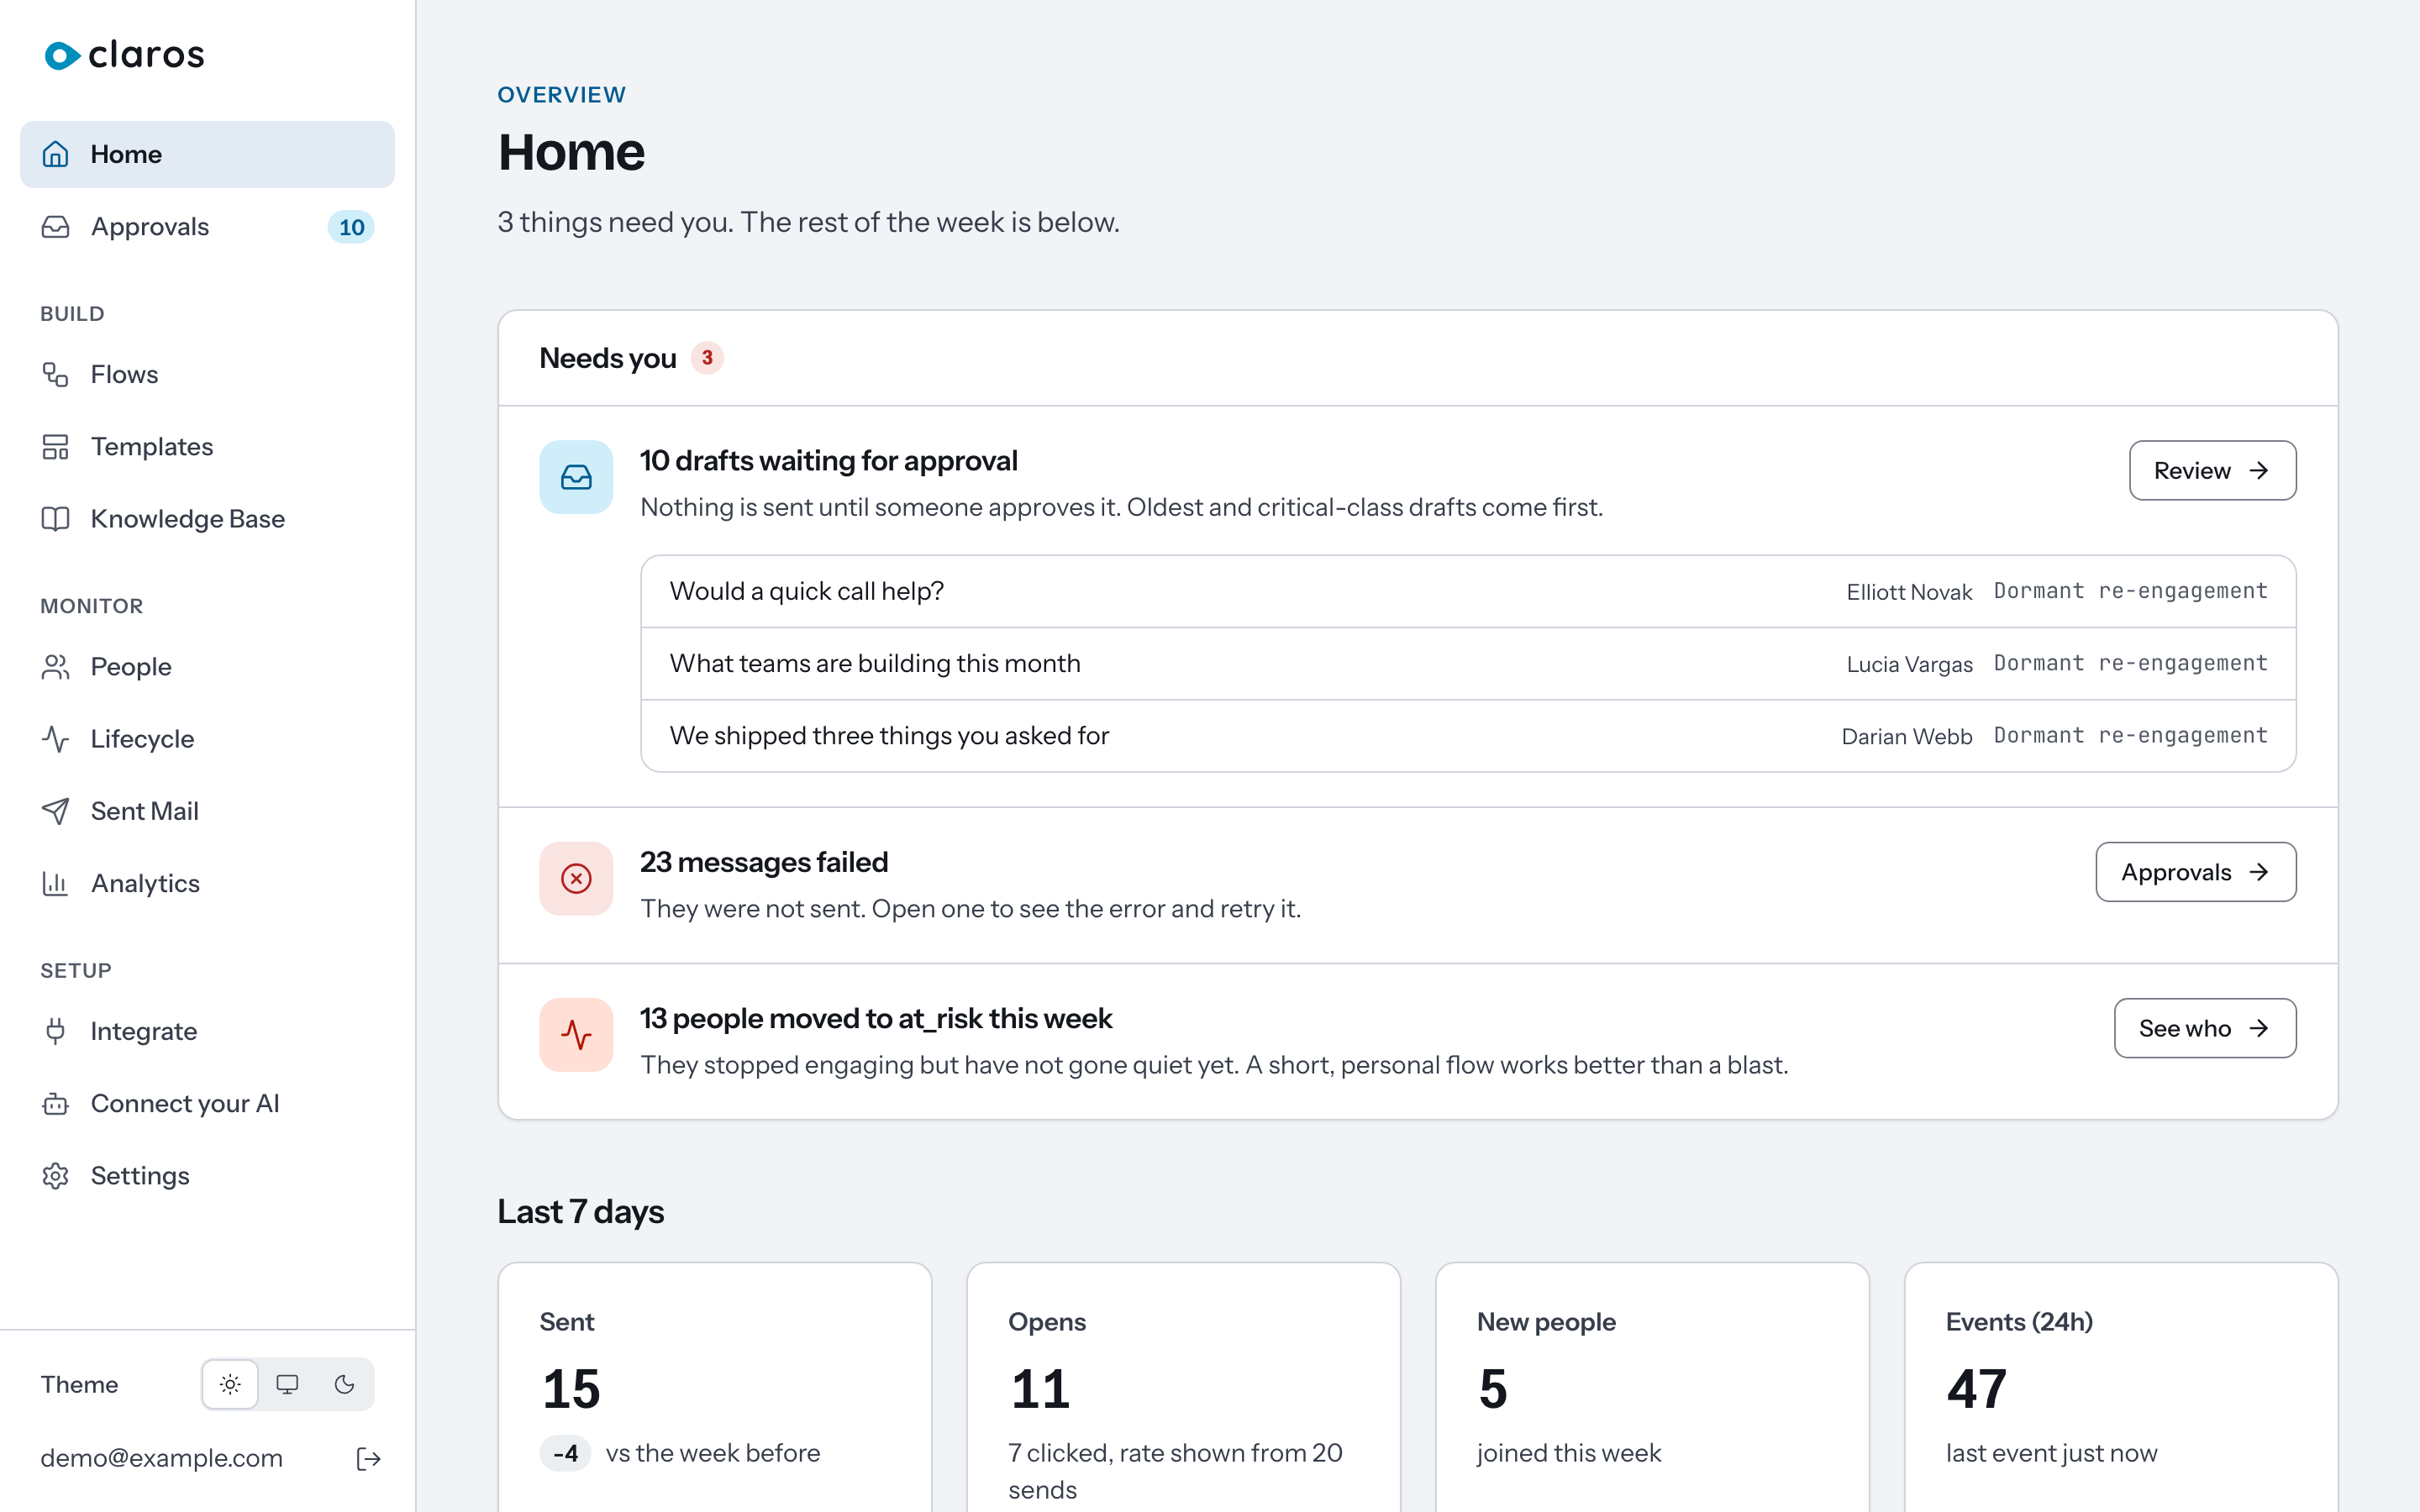 claros
Home
Approvals 10
BUILD
Flows
Templates
Knowledge Base
MONITOR
People
Lifecycle
Sent Mail
Analytics
SETUP
Integrate
Connect your AI
Settings
Theme
demo@example.com
OVERVIEW
Home
3 things need you. The rest of the week is below.
Needs you 3
10 drafts waiting for approval
Review →
Nothing is sent until someone approves it. Oldest and critical-class drafts come first.
Would a quick call help? Elliott Novak Dormant re-engagement
What teams are building this month Lucia Vargas Dormant re-engagement
We shipped three things you asked for Darian Webb Dormant re-engagement
23 messages failed
Approvals →
They were not sent. Open one to see the error and retry it.
13 people moved to at_risk this week
See who →
They stopped engaging but have not gone quiet yet. A short, personal flow works better than a blast.
Last 7 days
Sent
15
-4 vs the week before
Opens
11
7 clicked, rate shown from 20
sends
New people
5
joined this week
Events (24h)
47
last event just now